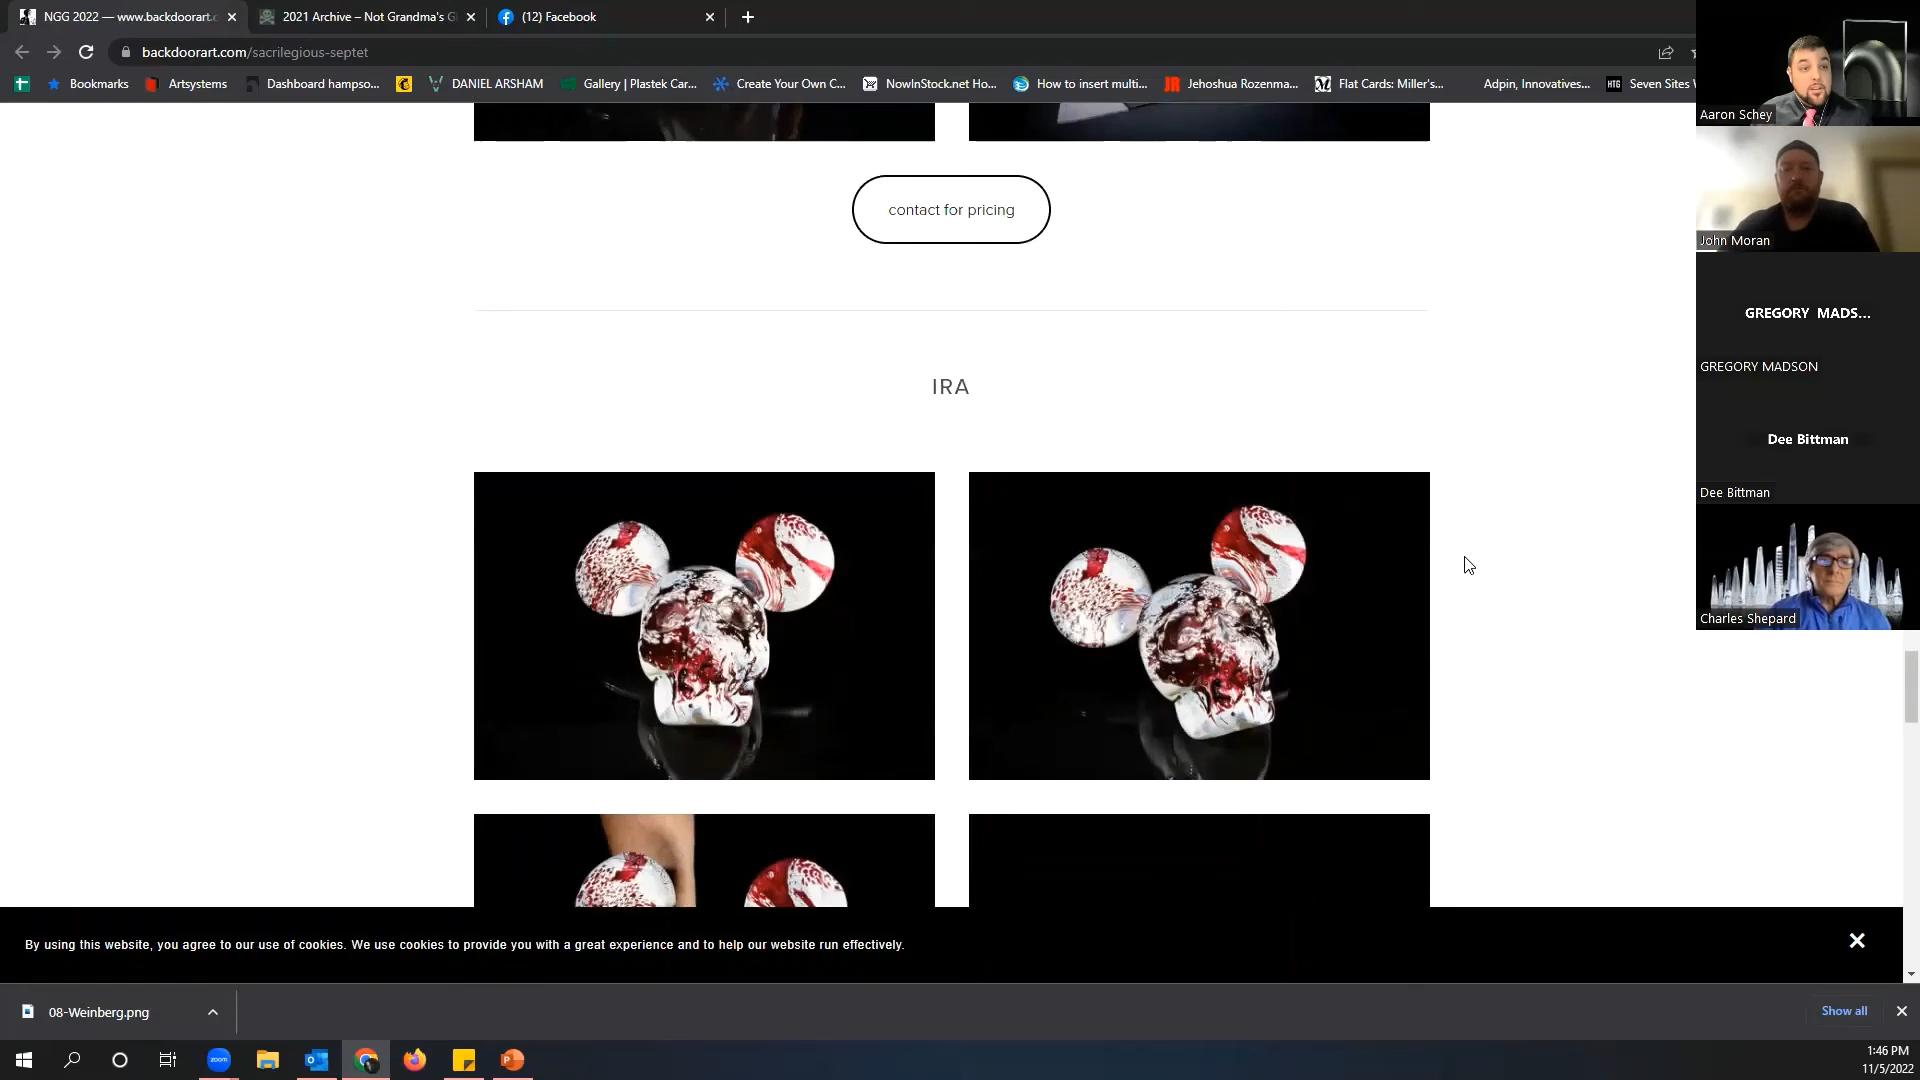 NGG 2022 — www.backdoorart.c
2021 Archive – Not Grandma's Gl
(12) Facebook
backdoorart.com/sacrilegious-septet
Bookmarks
Artsystems
Dashboard hampso...
DANIEL ARSHAM
Gallery | Plastek Car...
Create Your Own C...
NowInStock.net Ho...
How to insert multi...
Jehoshua Rozenma...
Flat Cards: Miller's...
Adpin, Innovatives...
HTG
Seven Sites
Aaron Schey
contact for pricing
John Moran
GREGORY MADS...
GREGORY MADSON
IRA
Dee Bittman
Dee Bittman
Charles Shepard
By using this website, you agree to our use of cookies. We use cookies to provide you with a great experience and to help our website run effectively.
08-Weinberg.png
Show all
zoom
1:46 PM
11/5/2022